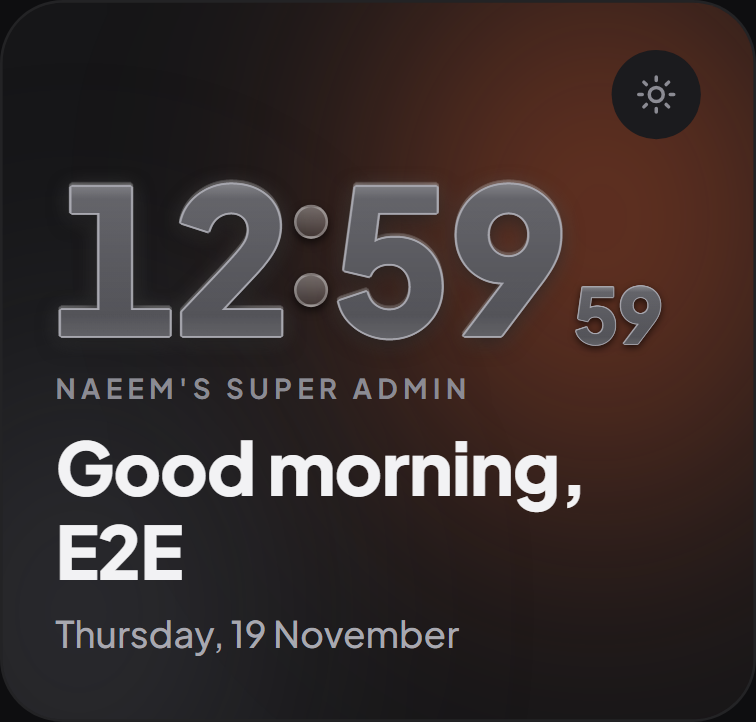 12:59 59
NAEEM'S SUPER ADMIN
Good morning,
E2E
Thursday, 19 November